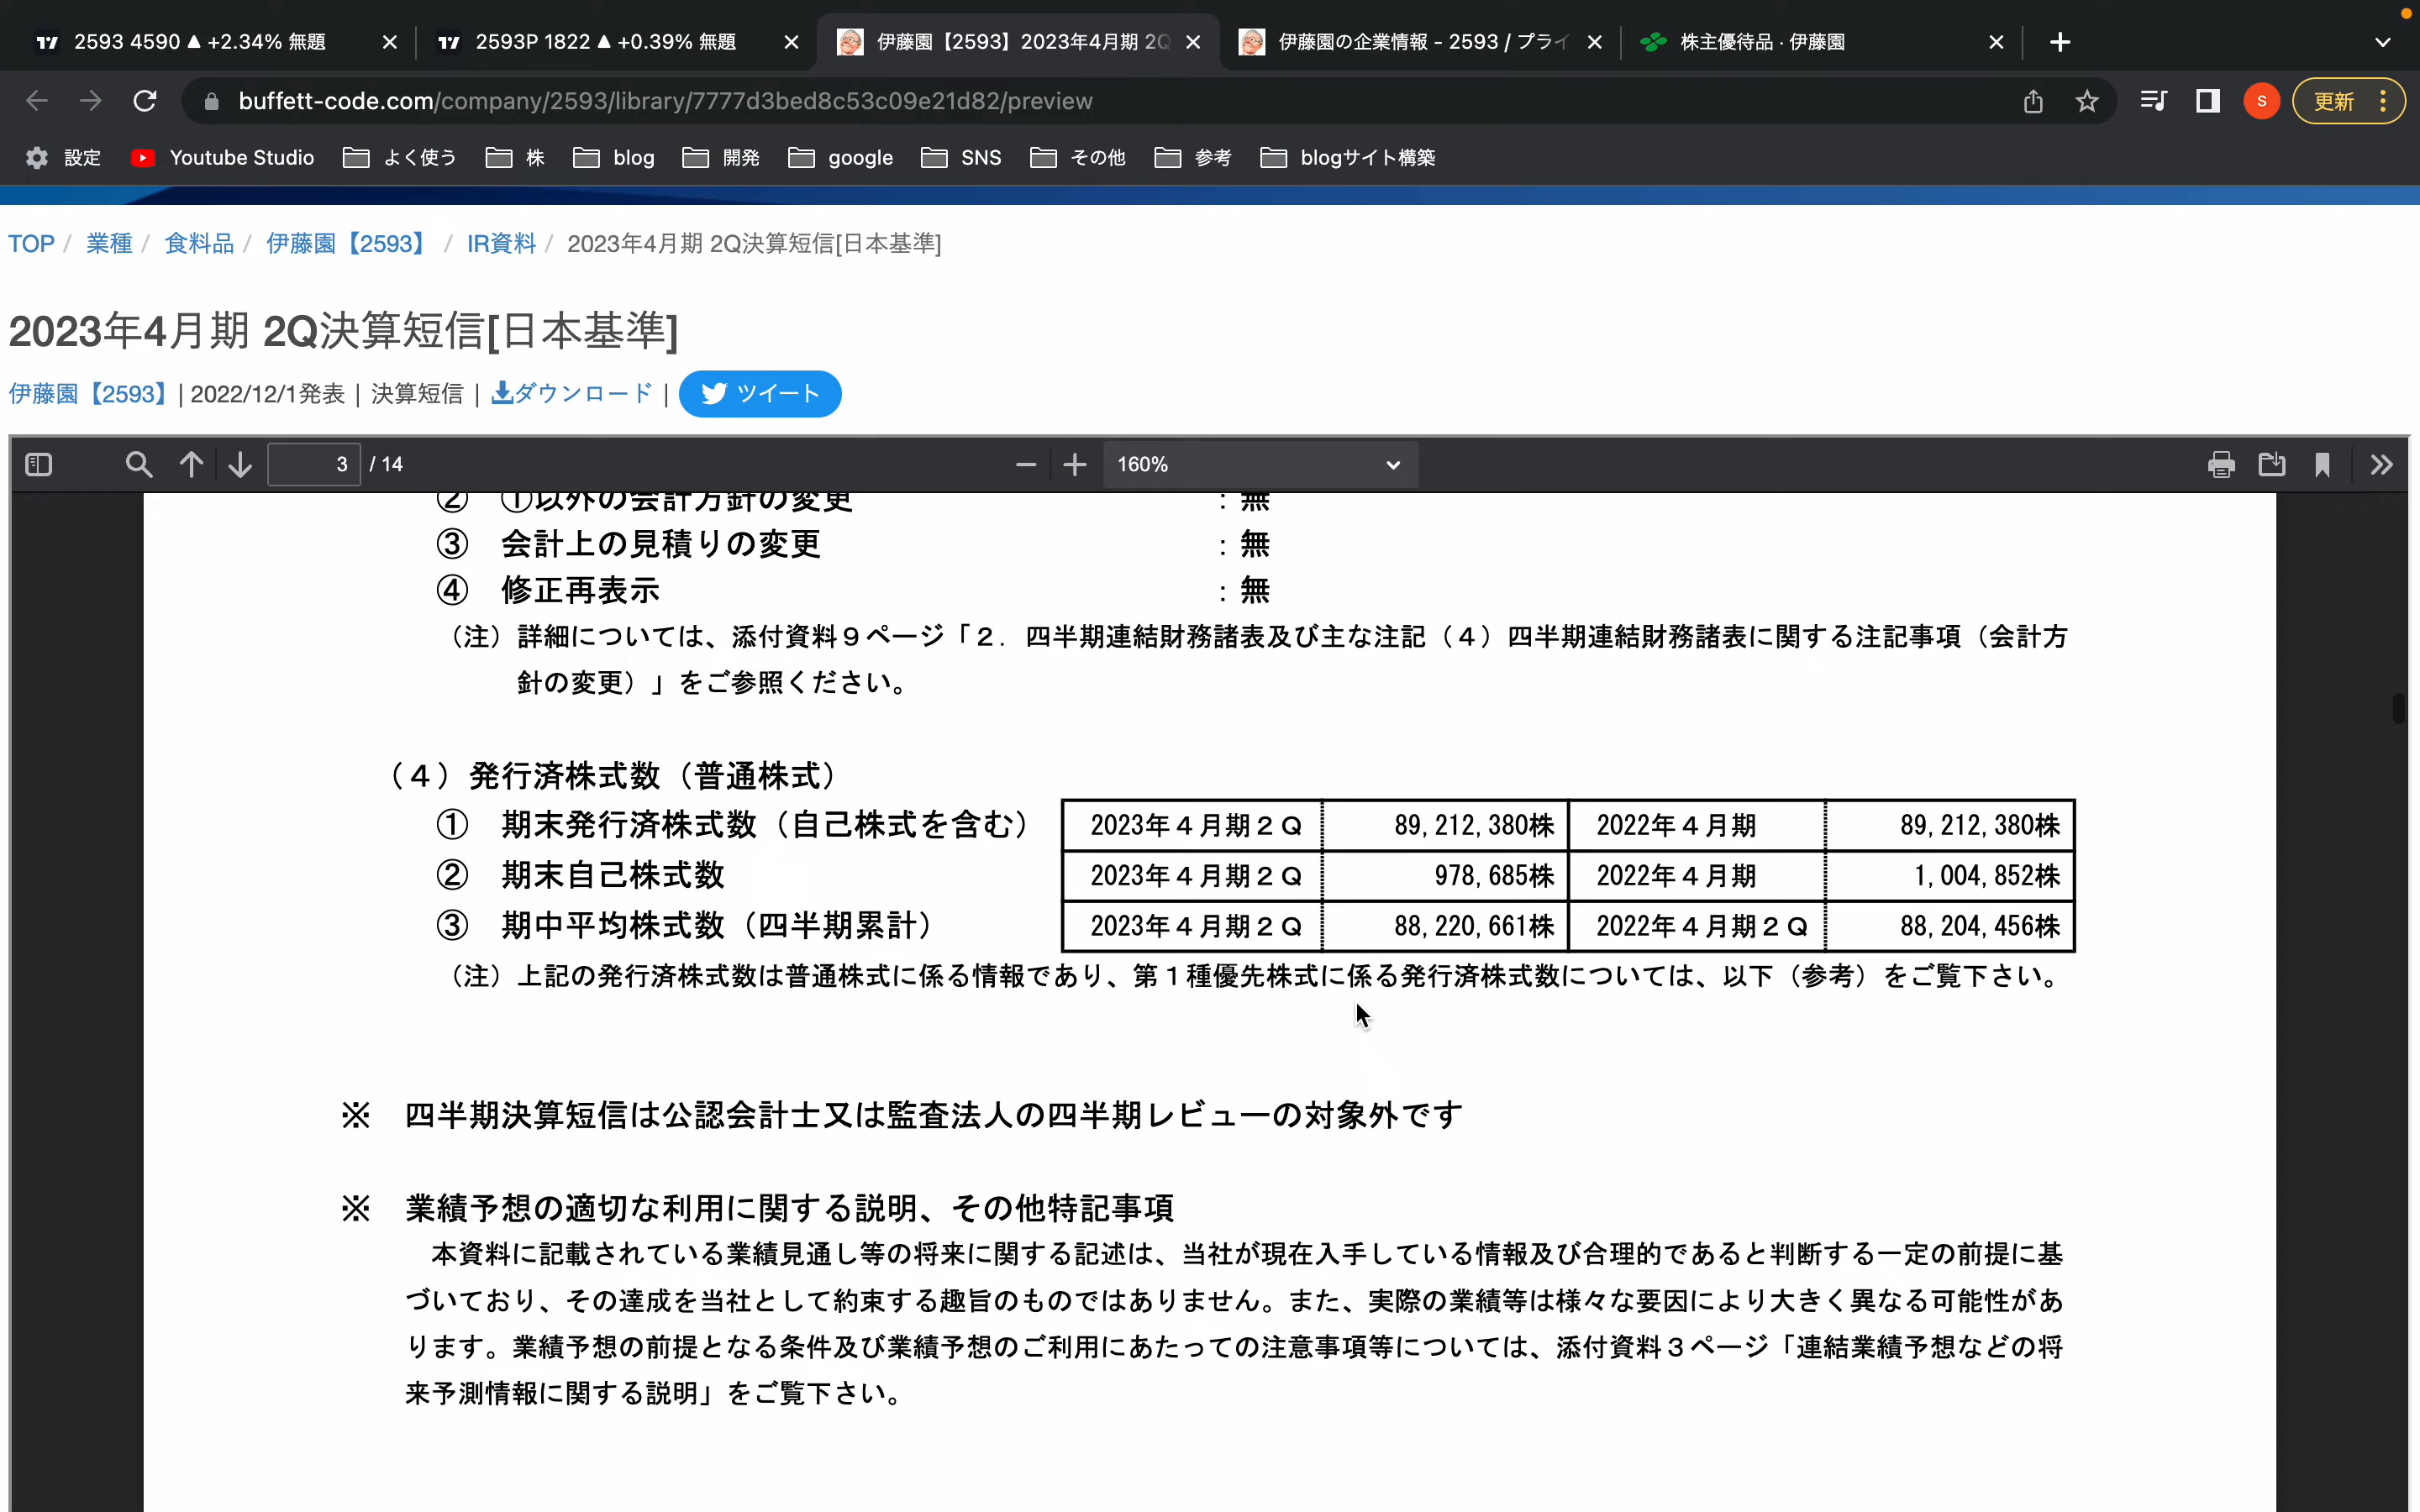 2593 4590 ▲ +2.34% 無題
2593P 1822 ▲ +0.39% 無題
伊藤園【2593】2023年4月期 2Q
伊藤園の企業情報 - 2593 / プライ
株主優待品 · 伊藤園
buffett-code.com/company/2593/library/7777d3bed8c53c09e21d82/preview
S
更新
設定
Youtube Studio
よく使う
株
blog
開発
google
SNS
その他
参考
blogサイト構築
TOP / 業種 / 食料品 / 伊藤園【2593】 / IR資料 / 2023年4月期 2Q決算短信[日本基準]
2023年4月期 2Q決算短信[日本基準]
伊藤園【2593】 | 2022/12/1発表 | 決算短信 | ダウンロード | ツイート
3 / 14
160%
② ①以外の会計方針の変更 : 無
③ 会計上の見積りの変更 : 無
④ 修正再表示 : 無
（注）詳細については、添付資料９ページ「２．四半期連結財務諸表及び主な注記（４）四半期連結財務諸表に関する注記事項（会計方
針の変更）」をご参照ください。
（４）発行済株式数（普通株式）
① 期末発行済株式数（自己株式を含む） 2023年４月期２Ｑ 89,212,380株 2022年４月期 89,212,380株
② 期末自己株式数 2023年４月期２Ｑ 978,685株 2022年４月期 1,004,852株
③ 期中平均株式数（四半期累計） 2023年４月期２Ｑ 88,220,661株 2022年４月期２Ｑ 88,204,456株
（注）上記の発行済株式数は普通株式に係る情報であり、第１種優先株式に係る発行済株式数については、以下（参考）をご覧下さい。
※ 四半期決算短信は公認会計士又は監査法人の四半期レビューの対象外です
※ 業績予想の適切な利用に関する説明、その他特記事項
本資料に記載されている業績見通し等の将来に関する記述は、当社が現在入手している情報及び合理的であると判断する一定の前提に基
づいており、その達成を当社として約束する趣旨のものではありません。また、実際の業績等は様々な要因により大きく異なる可能性があ
ります。業績予想の前提となる条件及び業績予想のご利用にあたっての注意事項等については、添付資料３ページ「連結業績予想などの将
来予測情報に関する説明」をご覧下さい。